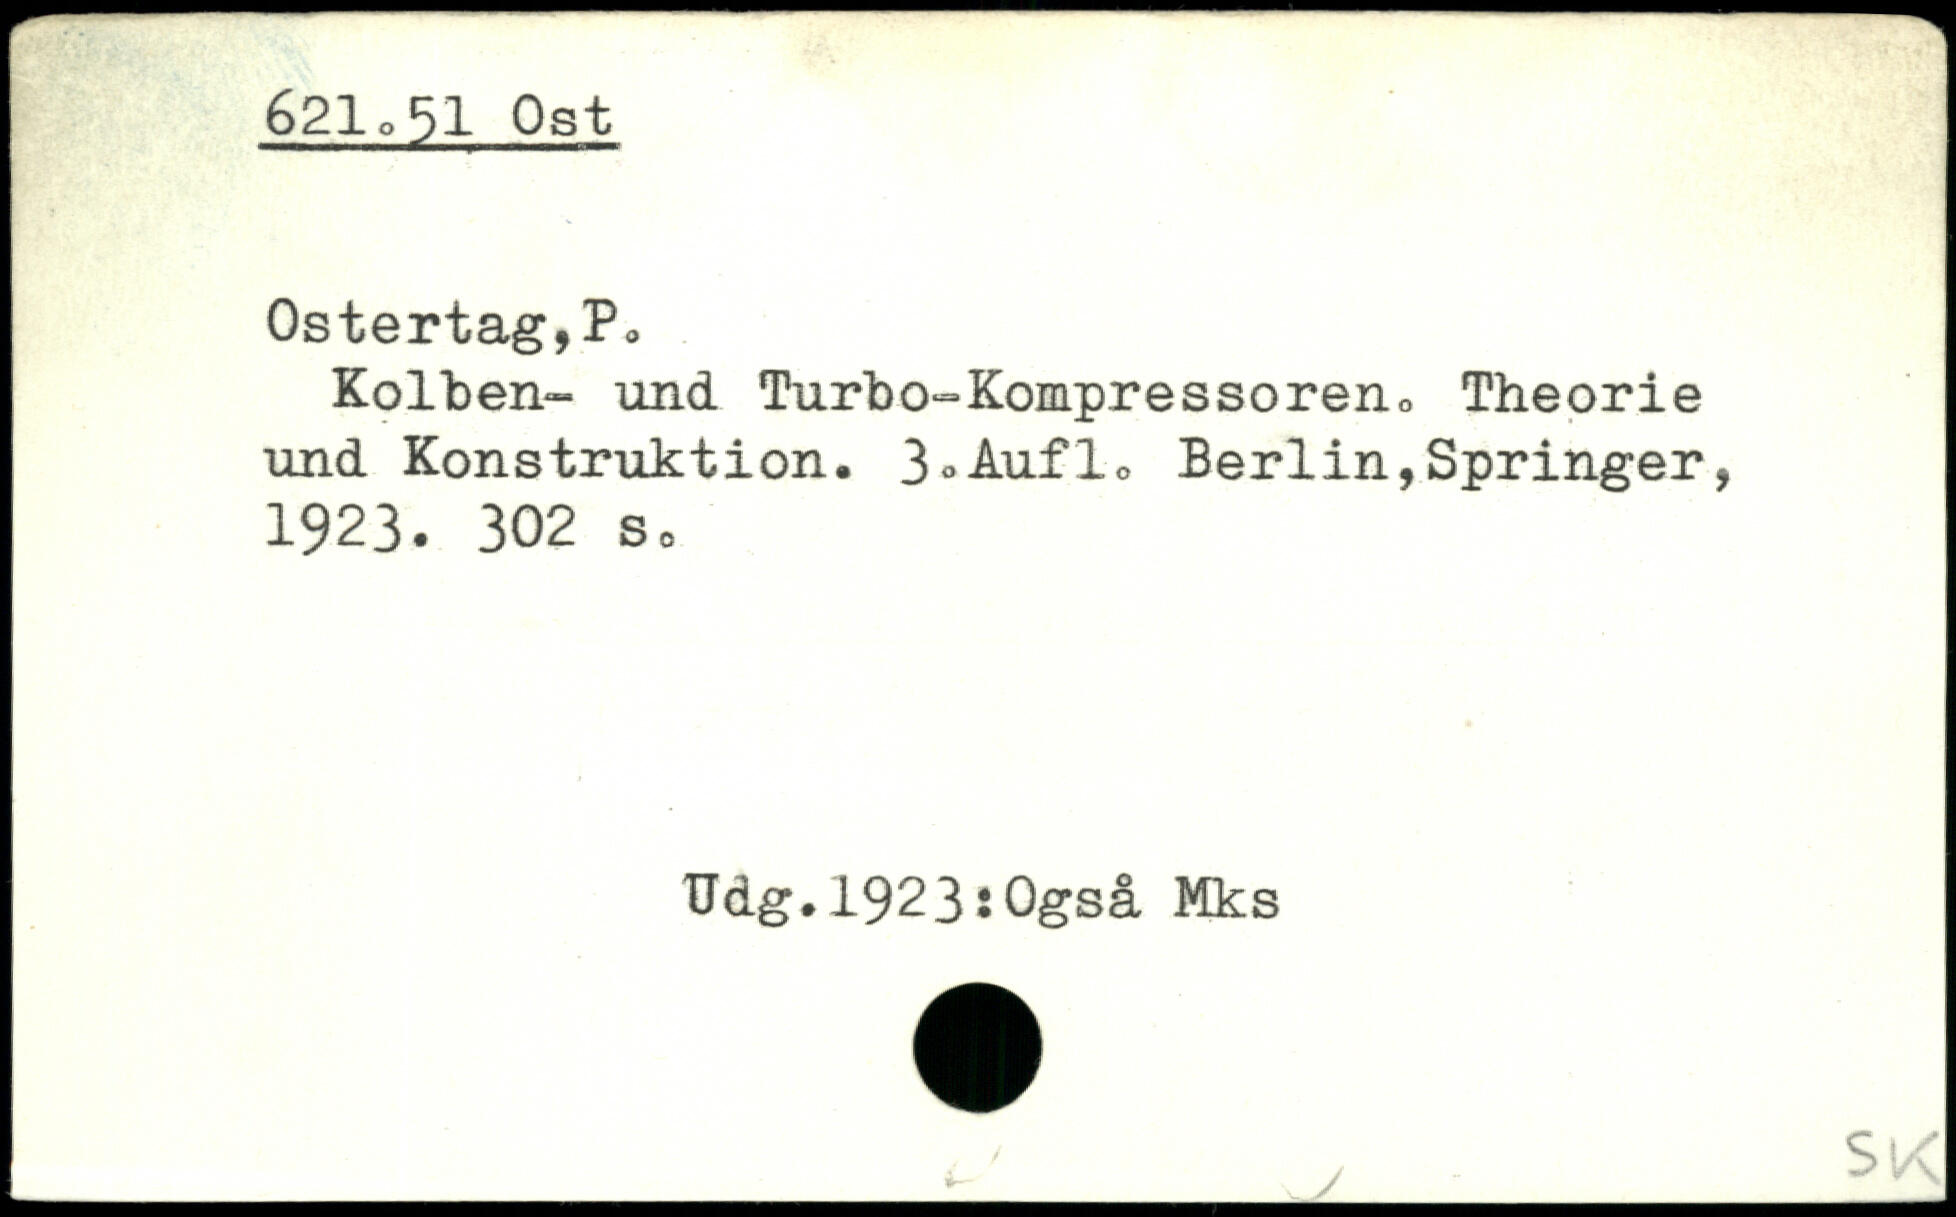 621.51 Ost
Ostertag,P.
Kolben- und Turbo-Kompressoren. Theorie
und Konstruktion. 3.Aufl. Berlin,Springer,
1923. 302 s.
Udg.1923:Også Mks
SK